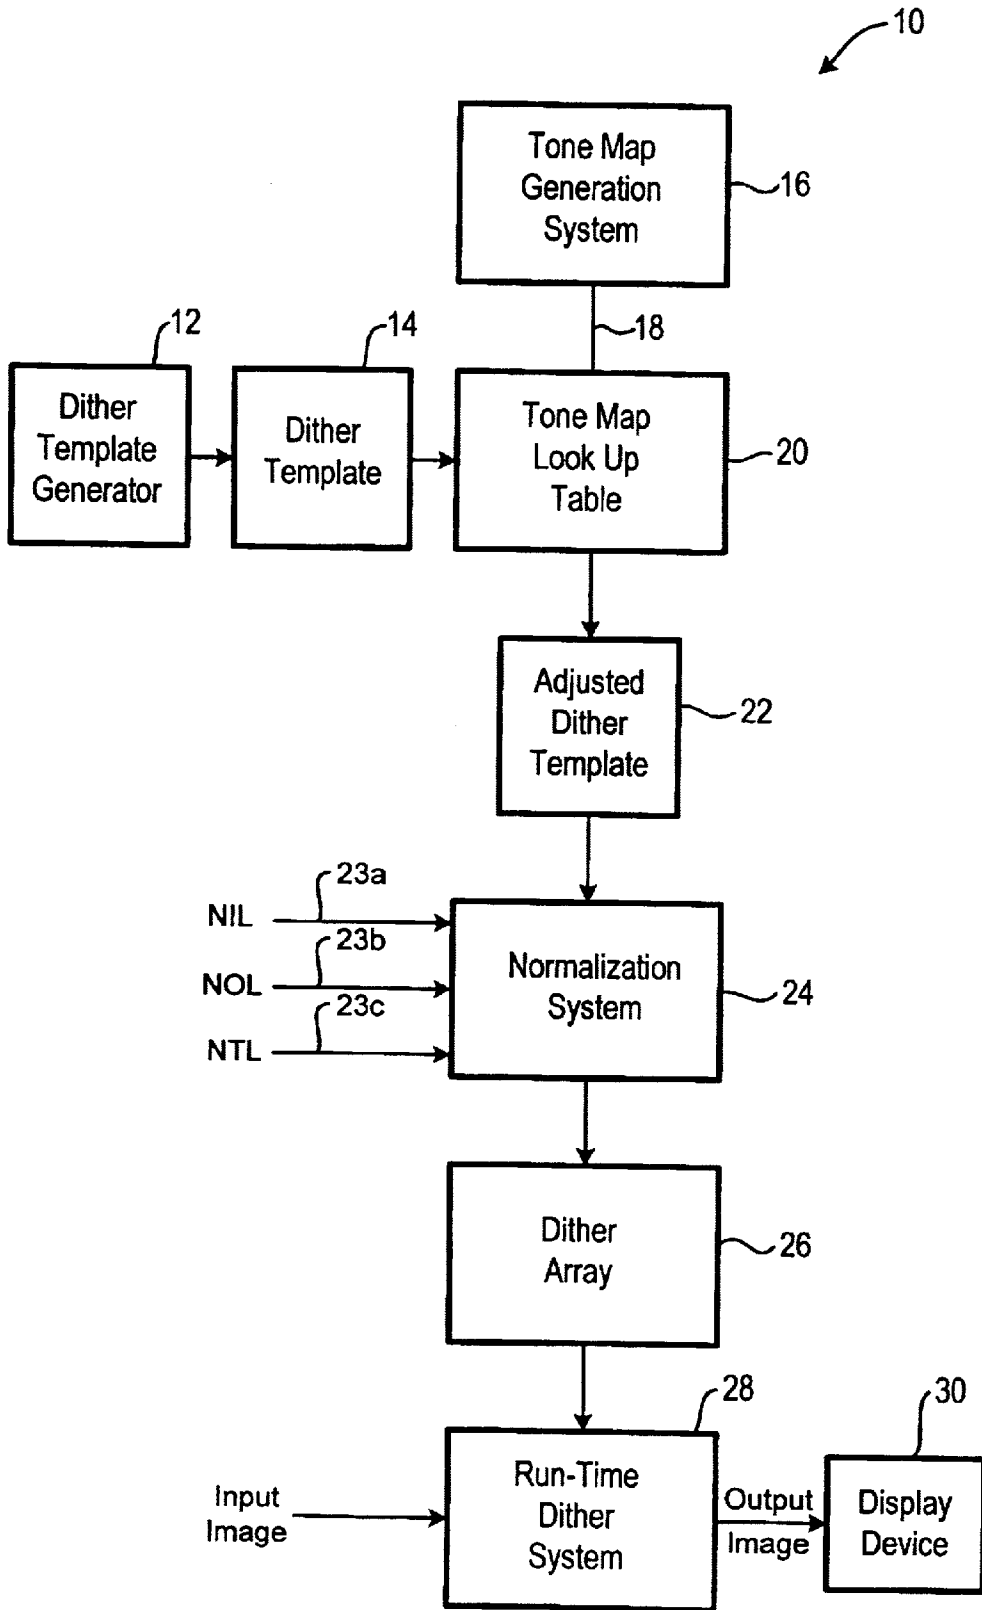 10
Tone Map
Generation
System
16
18
12
Dither
Template
Generator
14
Dither
Template
Tone Map
Look Up
Table
20
Adjusted
Dither
Template
22
NIL
23a
NOL
23b
NTL
23c
Normalization
System
24
Dither
Array
26
Input
Image
Run-Time
Dither
System
28
Output
Image
Display
Device
30